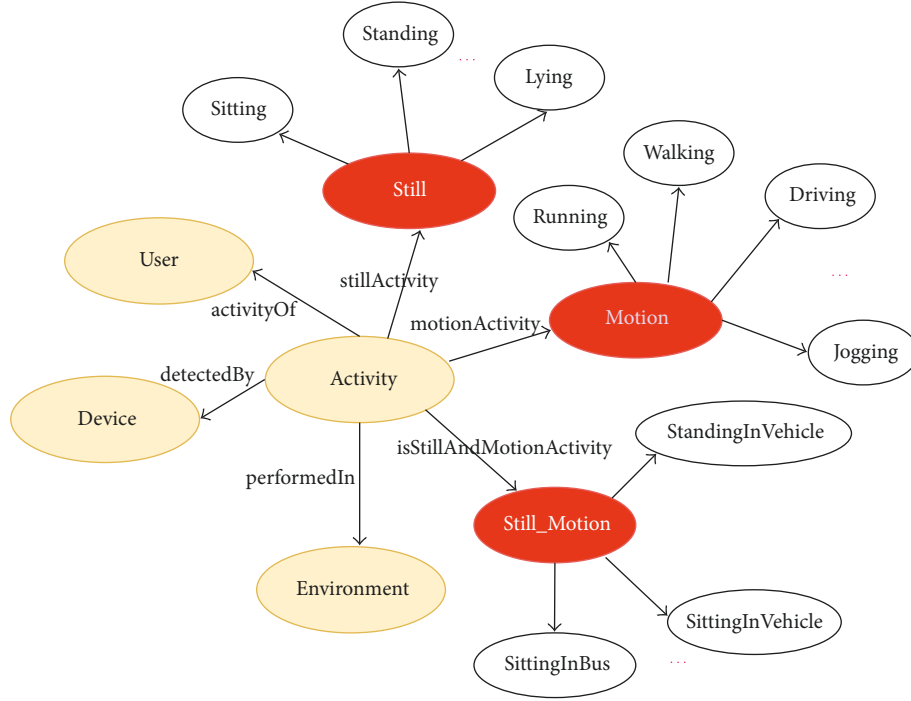 Standing
...
Lying
Sitting
Walking
Still
Driving
Running
User
stillActivity
...
activityOf
motionActivity
Motion
Jogging
detectedBy
Activity
Device
StandingInVehicle
isStillAndMotionActivity
performedIn
Still_Motion
Environment
SittingInVehicle
SittingInBus
...